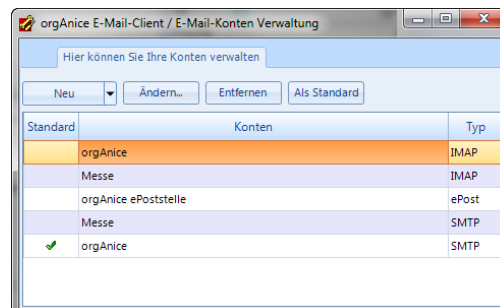 orgAnice E-Mail-Client / E-Mail-Konten Verwaltung
Hier können Sie Ihre Konten verwalten
Neu Ändern... Entfernen Als Standard
Standard Konten Typ
orgAnice IMAP
Messe IMAP
orgAnice ePoststelle ePost
Messe SMTP
orgAnice SMTP